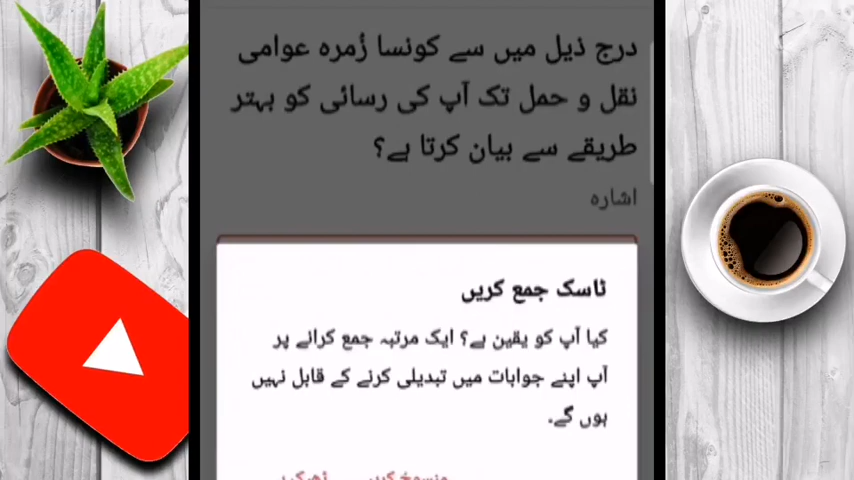 درج ذیل میں سے کونسا زُمرہ عوامی
نقل و حمل تک آپ کی رسائی کو بہتر
طریقے سے بیان کرتا ہے؟
اشارہ
ٹاسک جمع کریں
کیا آپ کو یقین ہے؟ ایک مرتبہ جمع کرانے پر
آپ اپنے جوابات میں تبدیلی کرنے کے قابل نہیں
ہوں گے۔